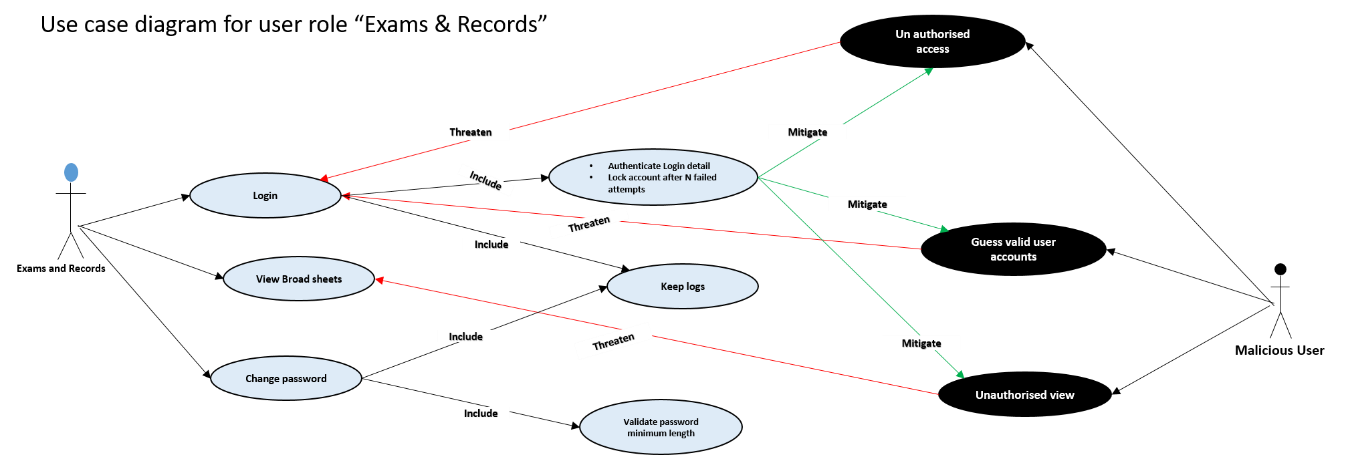 Use case diagram for user role “Exams & Records”
Un authorised
access
Threaten
Mitigate
• Authenticate Login detail
• Lock account after N failed
attempts
Include
Login
Mitigate
Threaten
Include
Guess valid user
accounts
Exams and Records
View Broad sheets
Keep logs
Include
Threaten
Mitigate
Malicious User
Change password
Unauthorised view
Include
Validate password
minimum length